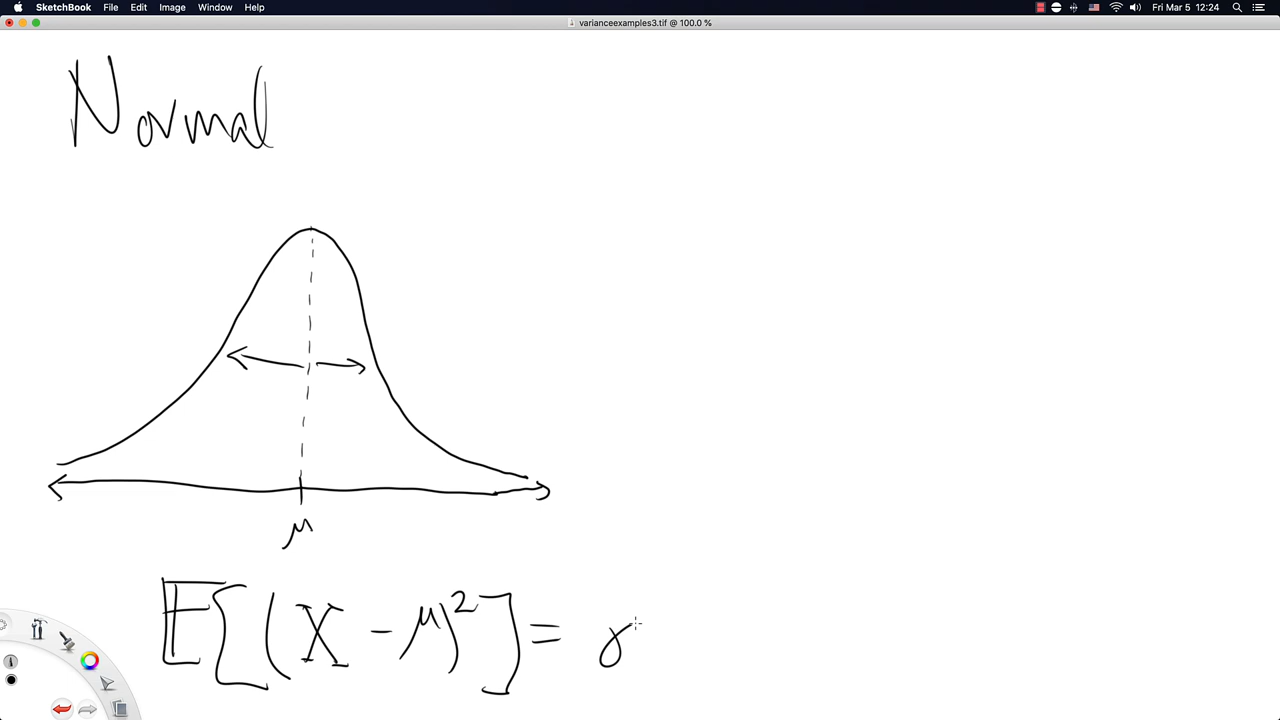 SketchBook File Edit Image Window Help Fri Mar 5 12:24
varianceexamples3.tif @ 100.0 %
Normal
μ
𝔼[(X - μ)²] =